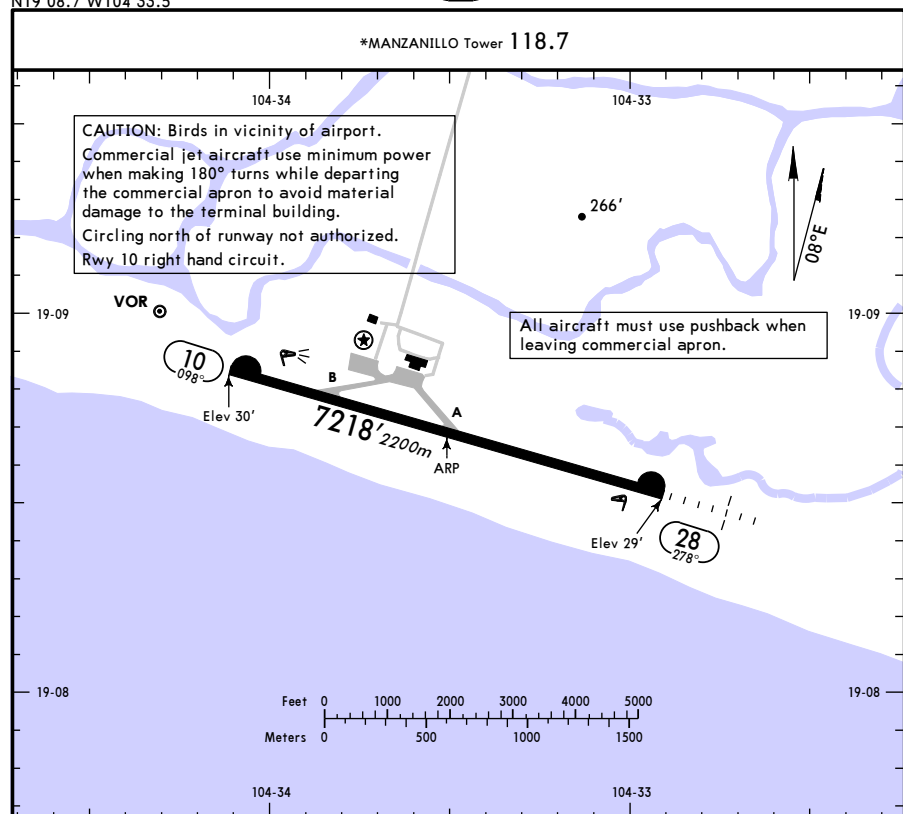 N19 08.7 W104 33.5
*MANZANILLO Tower 118.7
104-34
104-33
CAUTION: Birds in vicinity of airport.
Commercial jet aircraft use minimum power
when making 180° turns while departing
the commercial apron to avoid material
damage to the terminal building.
Circling north of runway not authorized.
Rwy 10 right hand circuit.
266'
08°E
VOR
19-09
19-09
All aircraft must use pushback when
leaving commercial apron.
10
098°
B
A
Elev 30'
7218' 2200m
ARP
Elev 29'
28
278°
19-08
19-08
Feet 0 1000 2000 3000 4000 5000
Meters 0 500 1000 1500
104-34
104-33